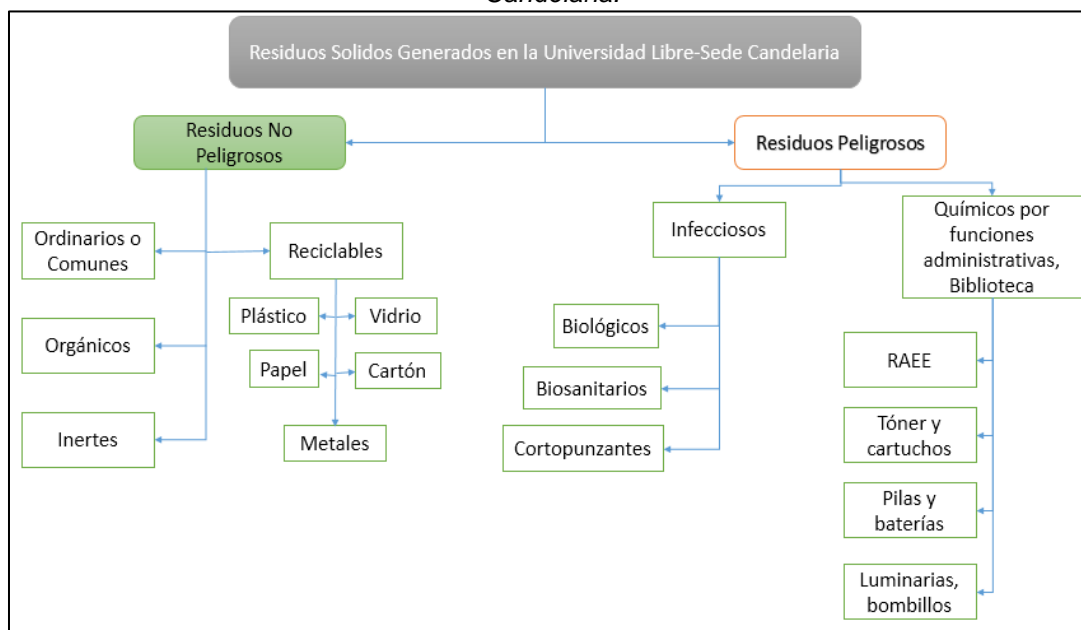 Candelaria.
Residuos Solidos Generados en la Universidad Libre-Sede Candelaria
Residuos No
Peligrosos
Residuos Peligrosos
Ordinarios o
Comunes
Reciclables
Orgánicos
Inertes
Plástico
Vidrio
Papel
Cartón
Metales
Infecciosos
Biológicos
Biosanitarios
Cortopunzantes
Químicos por
funciones
administrativas,
Biblioteca
RAEE
Tóner y
cartuchos
Pilas y
baterías
Luminarias,
bombillos